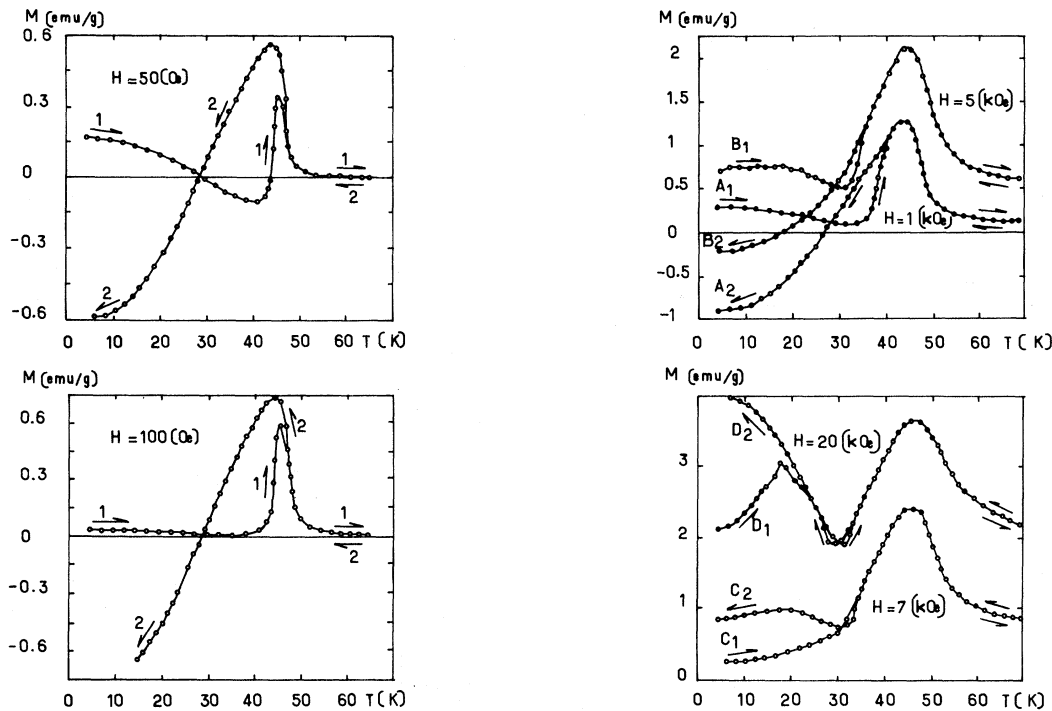 M (emu/g)
0.6
0.3
0
-0.3
-0.6
H = 50(Oe)
1
2
1
1
2
2
0 10 20 30 40 50 60 T(K)
M (emu/g)
2
1.5
1
0.5
0
-0.5
-1
H = 5(kOe)
B1
A1
H = 1(kOe)
B2
A2
0 10 20 30 40 50 60 T(K)
M (emu/g)
0.6
0.3
0
-0.3
-0.6
H = 100(Oe)
2
1
1
1
2
2
0 10 20 30 40 50 60 T(K)
M (emu/g)
3
2
1
0
D2
H = 20(kOe)
D1
C2
H = 7(kOe)
C1
0 10 20 30 40 50 60 T(K)